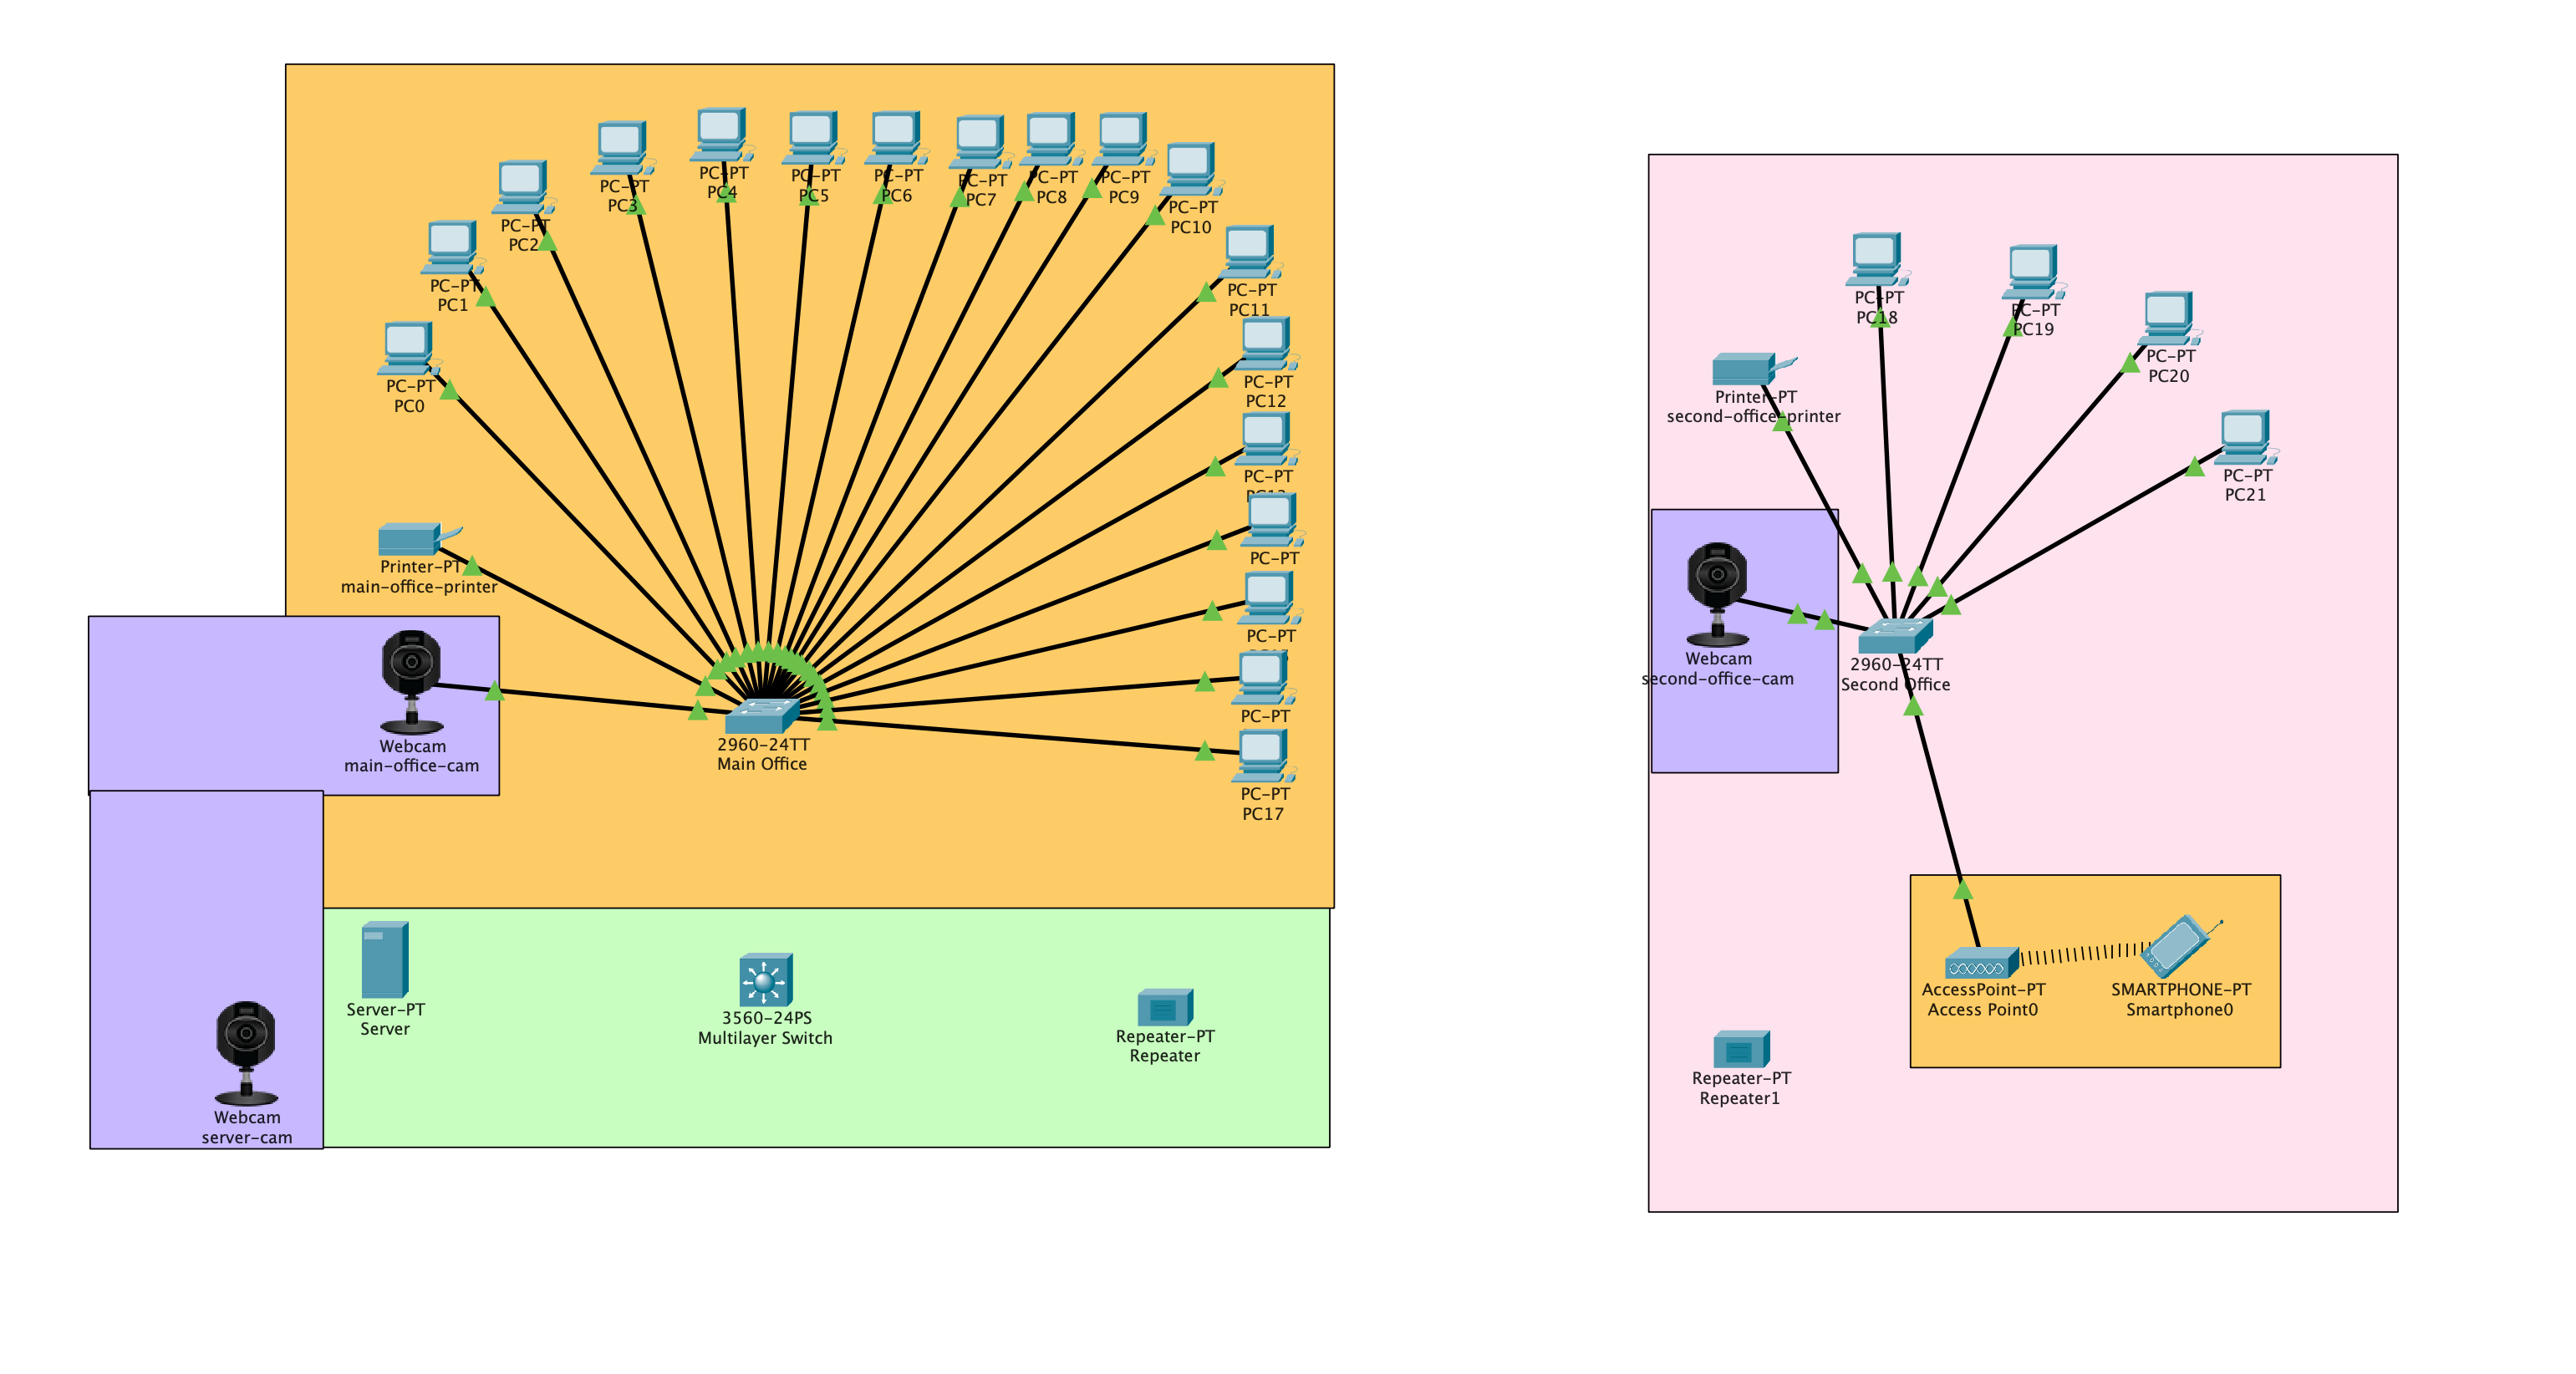 PC-PT
PC0
PC-PT
PC1
PC-PT
PC2
PC-PT
PC3
PC-PT
PC4
PC-PT
PC5
PC-PT
PC6
PC-PT
PC7
PC-PT
PC8
PC-PT
PC9
PC-PT
PC10
PC-PT
PC11
PC-PT
PC12
PC-PT
PC13
PC-PT
PC-PT
PC-PT
PC-PT
PC17
Printer-PT
main-office-printer
Webcam
main-office-cam
2960-24TT
Main Office
Server-PT
Server
3560-24PS
Multilayer Switch
Repeater-PT
Repeater
Webcam
server-cam
PC-PT
PC18
PC-PT
PC19
PC-PT
PC20
PC-PT
PC21
Printer-PT
second-office-printer
Webcam
second-office-cam
2960-24TT
Second Office
AccessPoint-PT
Access Point0
SMARTPHONE-PT
Smartphone0
Repeater-PT
Repeater1